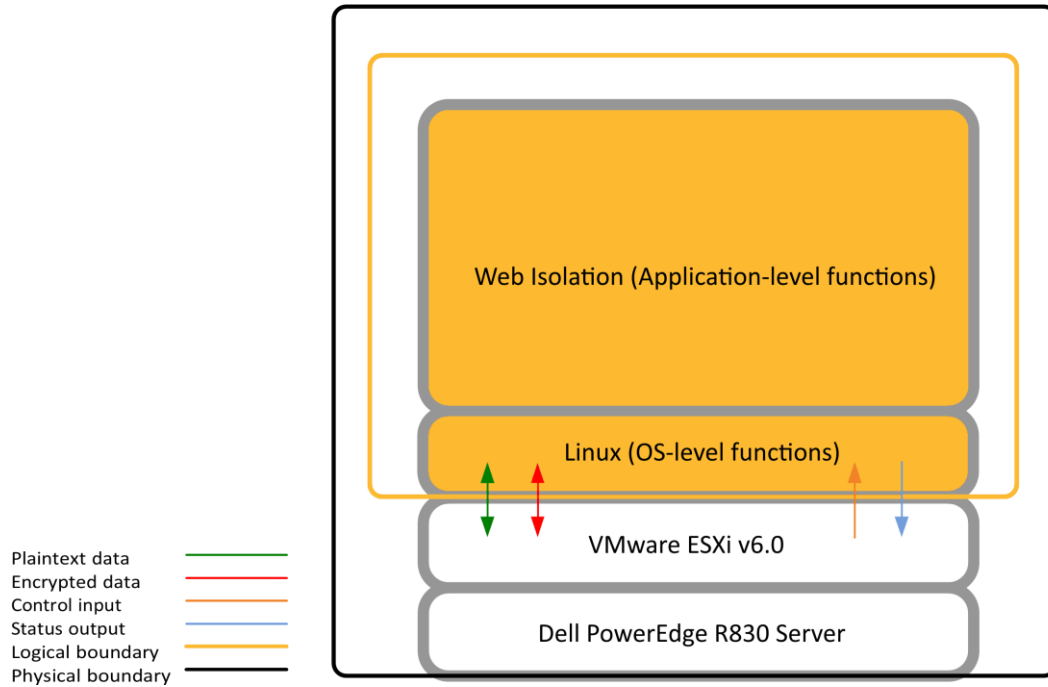 Web Isolation (Application-level functions)
Linux (OS-level functions)
VMware ESXi v6.0
Dell PowerEdge R830 Server
Plaintext data
Encrypted data
Control input
Status output
Logical boundary
Physical boundary